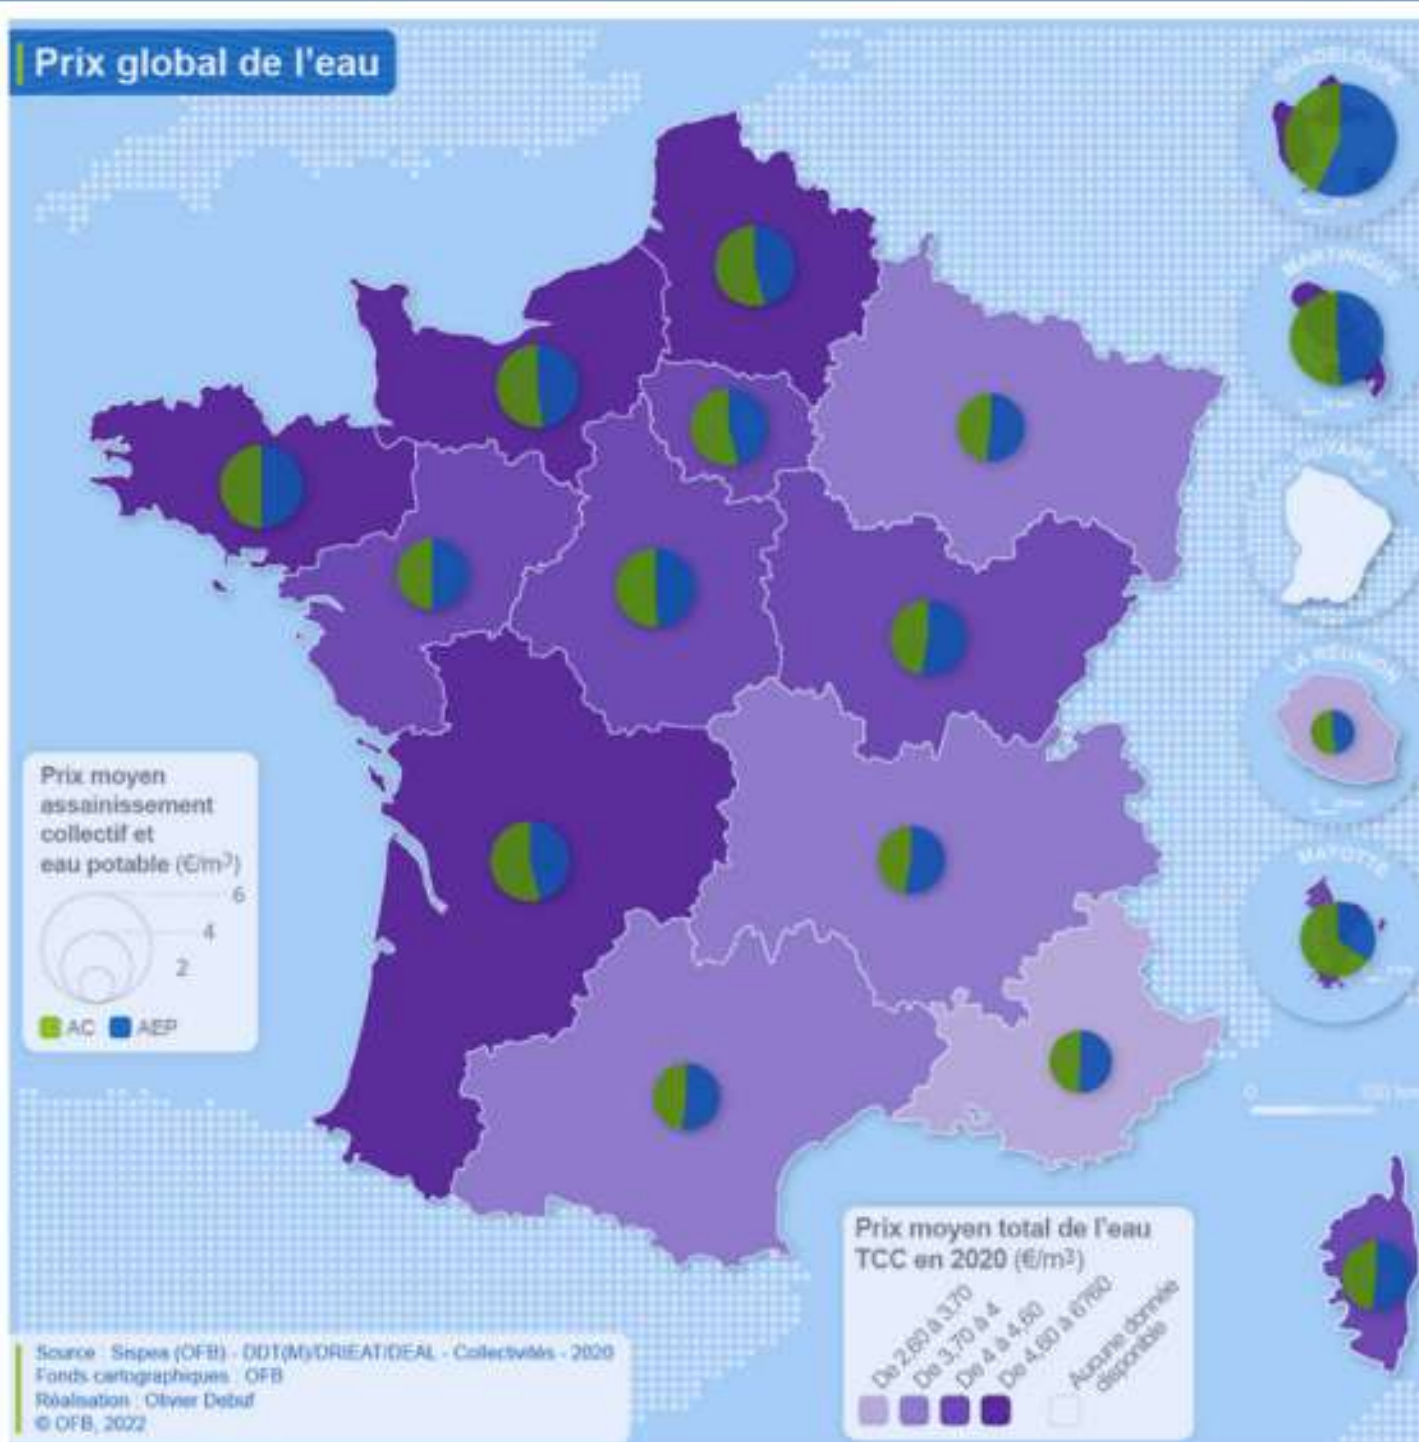 Prix global de l'eau
GUADELOUPE
MARTINIQUE
GUYANE
LA RÉUNION
MAYOTTE
Prix moyen
assainissement
collectif et
eau potable (€/m³)
6
4
2
AC AEP
0
Prix moyen total de l'eau
TCC en 2020 (€/m³)
De 2,60 à 3,70
De 3,70 à 4
De 4 à 4,60
De 4,60 à 6760
Aucune donnée
disponible
Source : Sispea (OFB) - DDT(M)/DRIEAT/DEAL - Collectivités - 2020
Fonds cartographiques : OFB
Réalisation : Olivier Debuf
© OFB, 2022